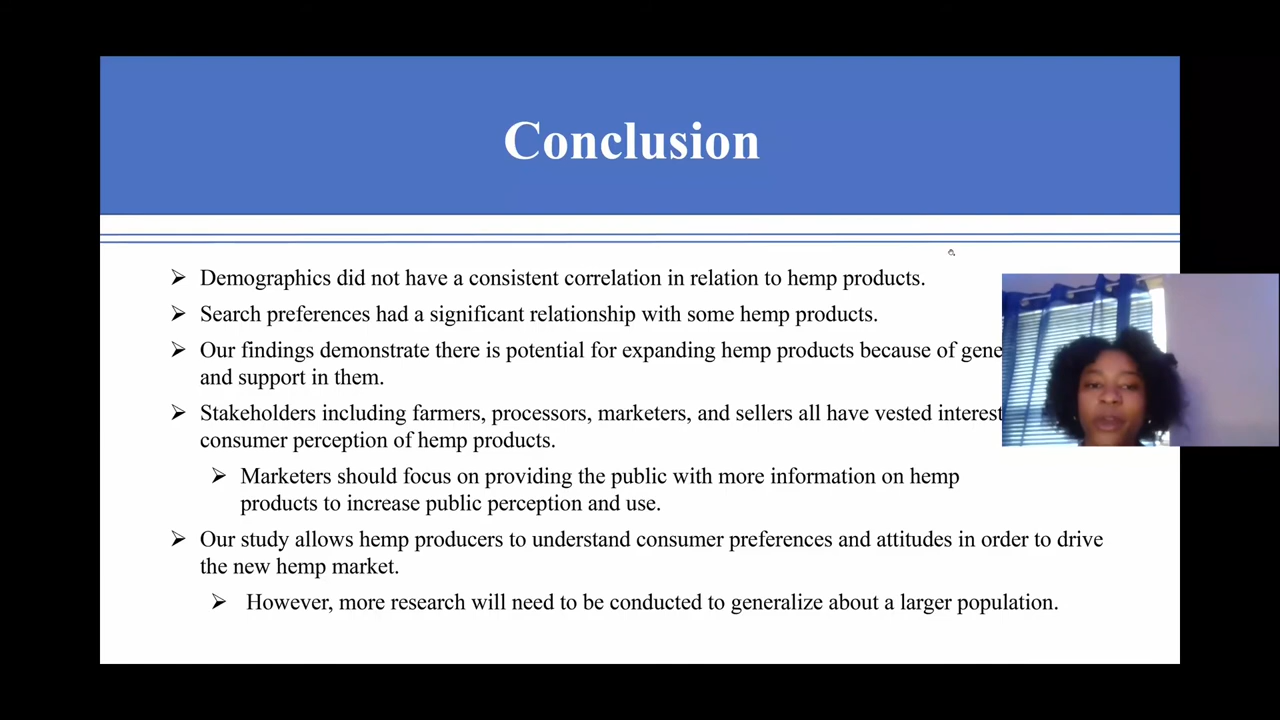 Conclusion
Demographics did not have a consistent correlation in relation to hemp products.
Search preferences had a significant relationship with some hemp products.
Our findings demonstrate there is potential for expanding hemp products because of
and support in them.
Stakeholders including farmers, processors, marketers, and sellers all have vested
consumer perception of hemp products.
Marketers should focus on providing the public with more information on hemp
products to increase public perception and use.
Our study allows hemp producers to understand consumer preferences and attitudes in order to drive
the new hemp market.
However, more research will need to be conducted to generalize about a larger population.